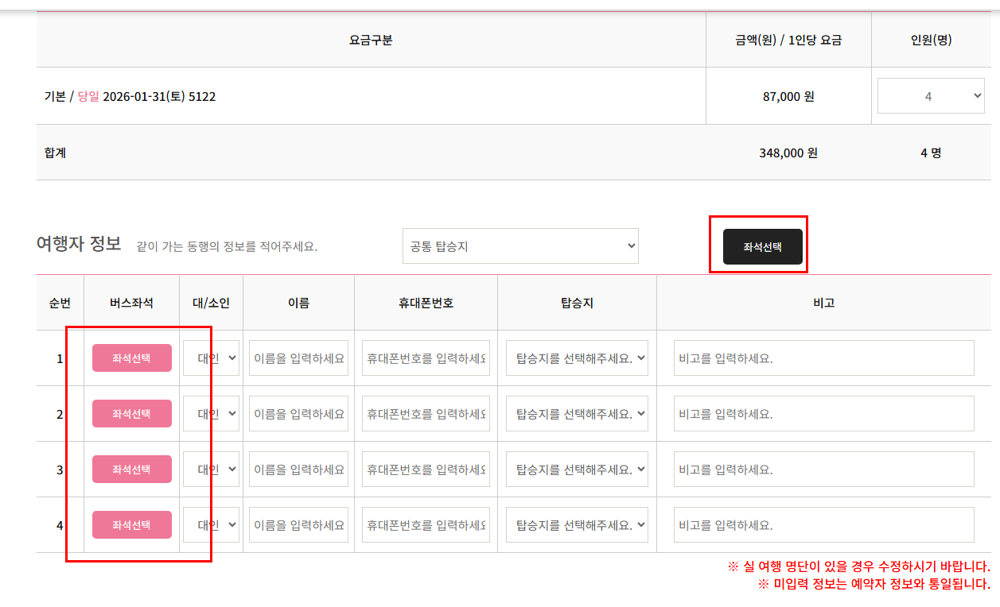 요금구분 금액(원) / 1인당 요금 인원(명)
기본 / 당일 2026-01-31(토) 5122 87,000 원 4
합계 348,000 원 4 명
여행자 정보 같이 가는 동행의 정보를 적어주세요. 공통 탑승지 좌석선택
순번 버스좌석 대/소인 이름 휴대폰번호 탑승지 비고
1 좌석선택 대인 이름을 입력하세요 휴대폰번호를 입력하세요 탑승지를 선택해주세요. 비고를 입력하세요.
2 좌석선택 대인 이름을 입력하세요 휴대폰번호를 입력하세요 탑승지를 선택해주세요. 비고를 입력하세요.
3 좌석선택 대인 이름을 입력하세요 휴대폰번호를 입력하세요 탑승지를 선택해주세요. 비고를 입력하세요.
4 좌석선택 대인 이름을 입력하세요 휴대폰번호를 입력하세요 탑승지를 선택해주세요. 비고를 입력하세요.
※ 실 여행 명단이 있을 경우 수정하시기 바랍니다.
※ 미입력 정보는 예약자 정보와 통일됩니다.